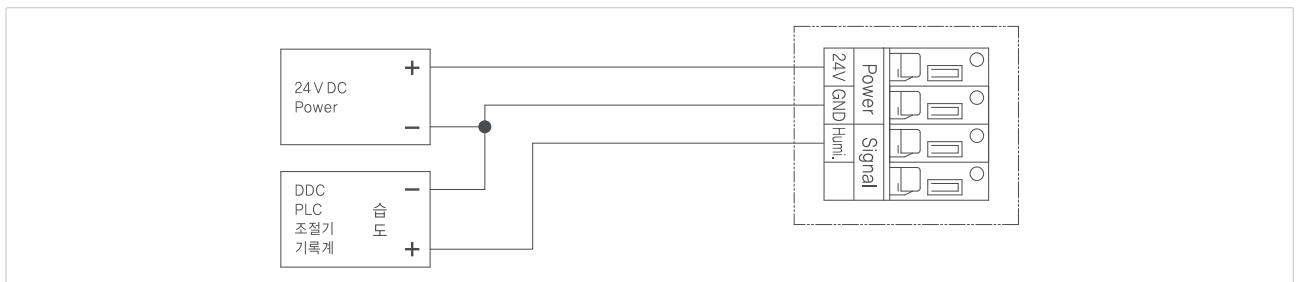 24 V DC
Power
+
−
DDC
PLC
조절기
기록계
습
도
−
+
24V
GND
Humi.
Power
Signal